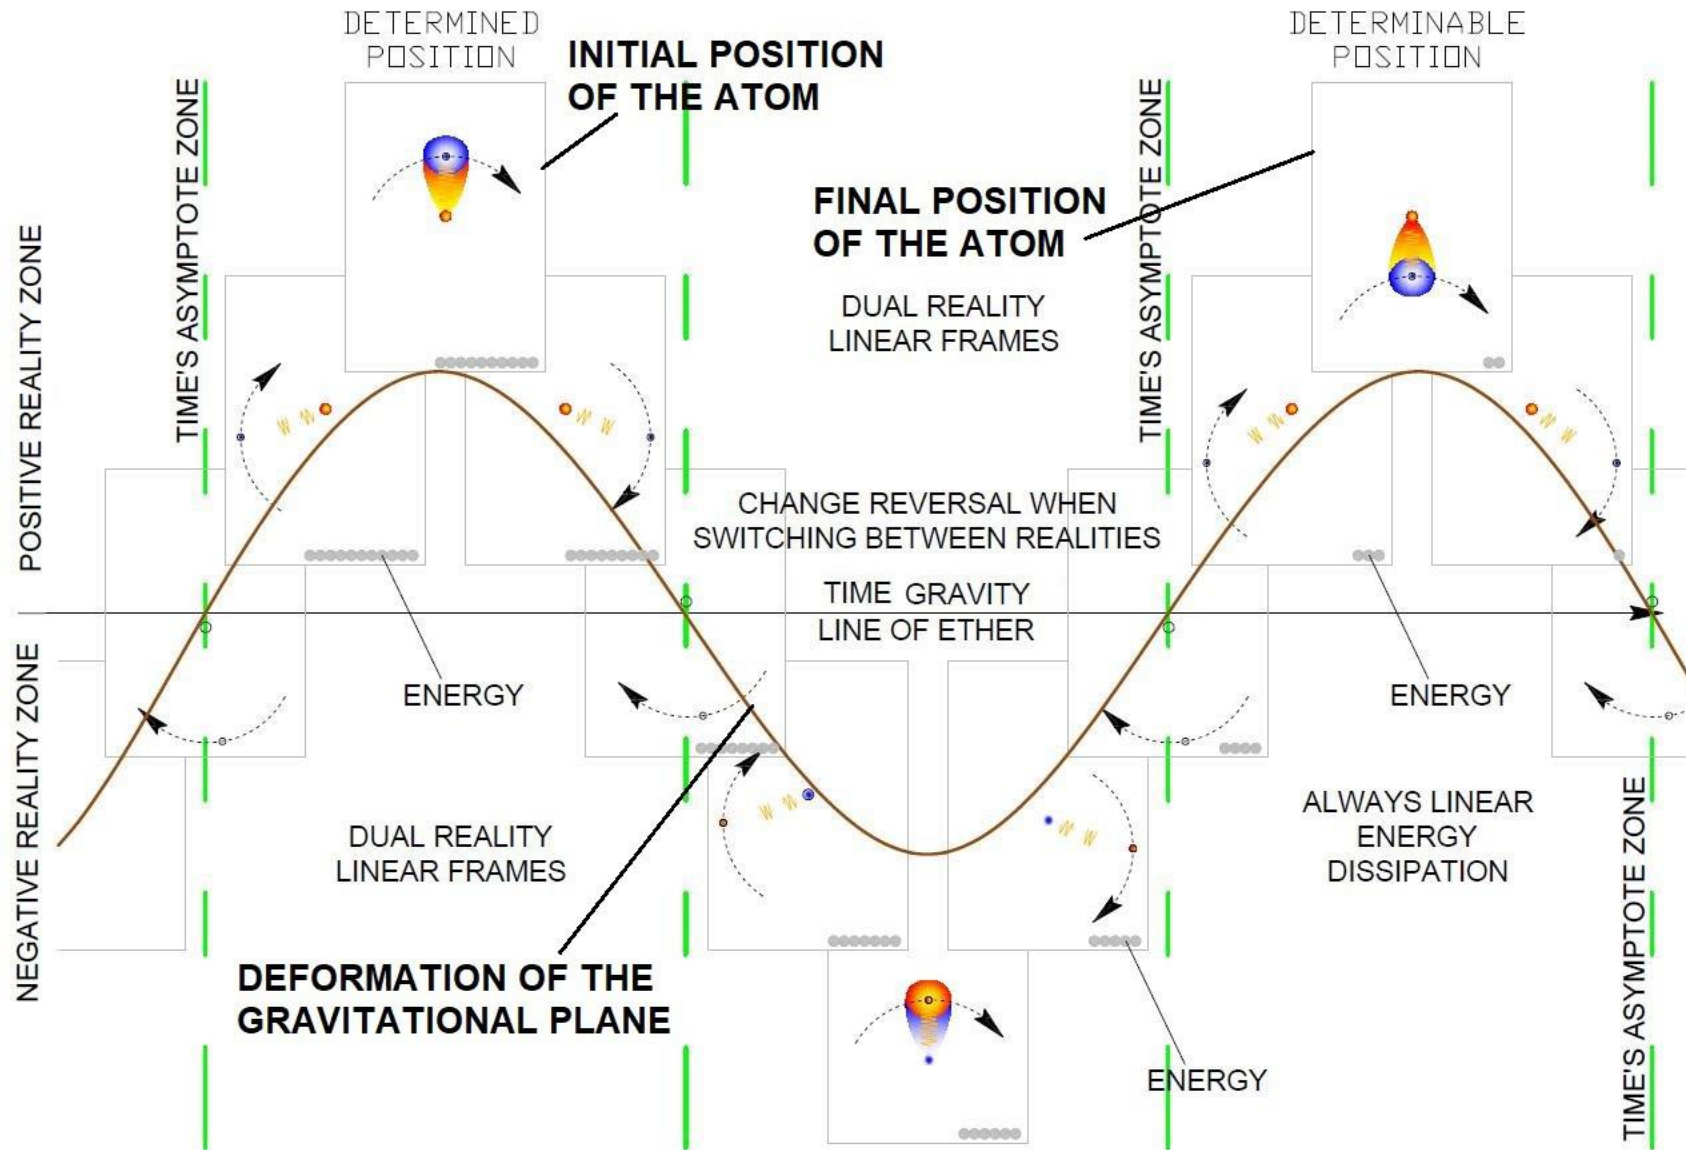 DETERMINED
POSITION
INITIAL POSITION
OF THE ATOM
DETERMINABLE
POSITION
TIME'S ASYMPTOTE ZONE
TIME'S ASYMPTOTE ZONE
FINAL POSITION
OF THE ATOM
POSITIVE REALITY ZONE
DUAL REALITY
LINEAR FRAMES
CHANGE REVERSAL WHEN
SWITCHING BETWEEN REALITIES
TIME GRAVITY
LINE OF ETHER
ENERGY
ENERGY
NEGATIVE REALITY ZONE
DUAL REALITY
LINEAR FRAMES
ALWAYS LINEAR
ENERGY
DISSIPATION
TIME'S ASYMPTOTE ZONE
DEFORMATION OF THE
GRAVITATIONAL PLANE
ENERGY